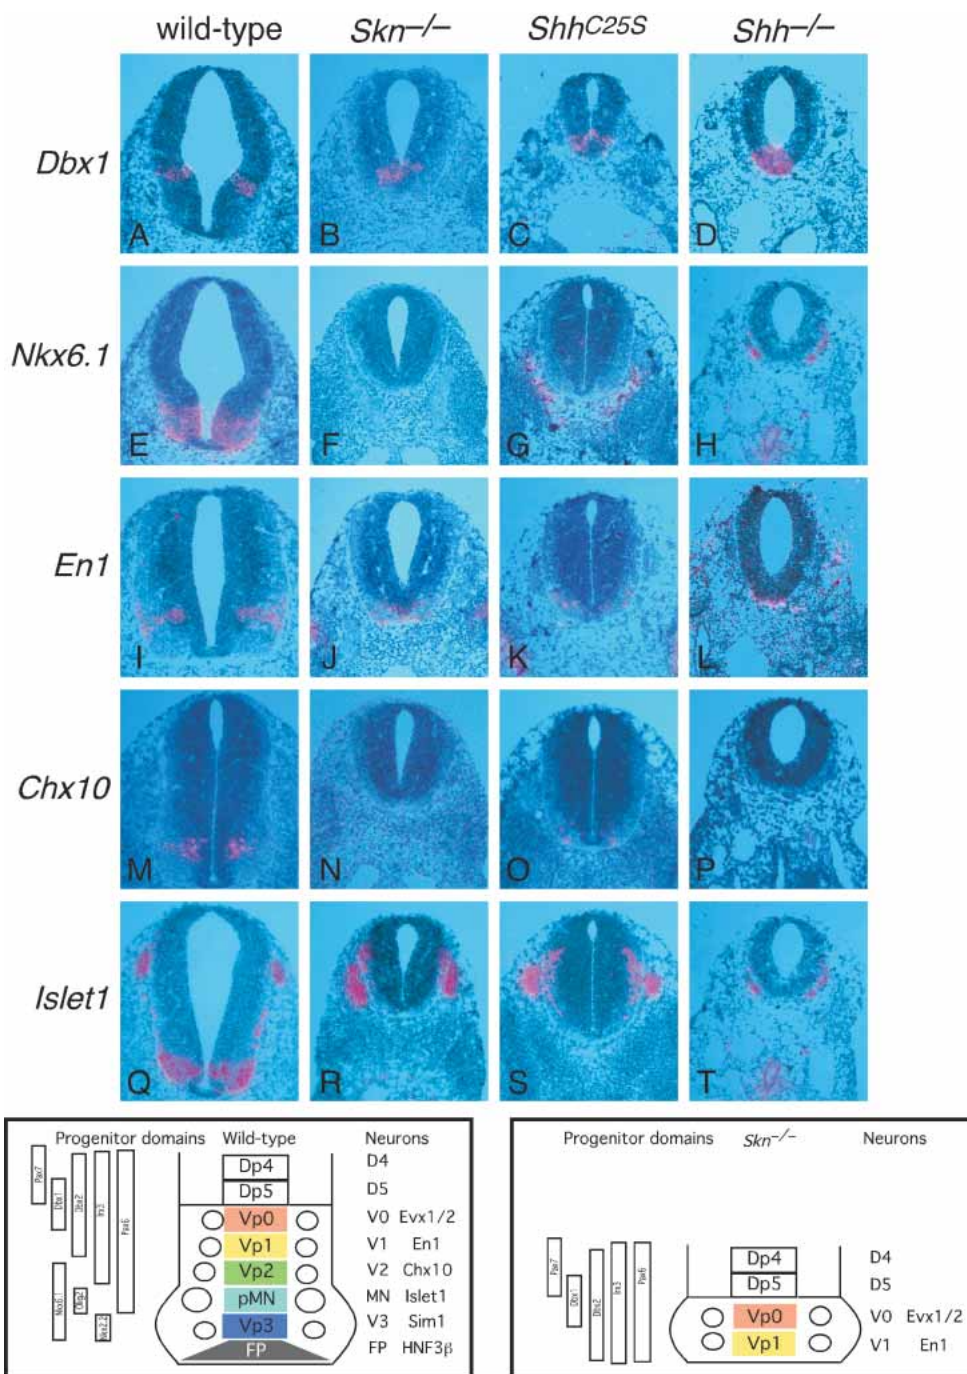 wild-type Skn–/– ShhC25S Shh–/–
Dbx1
A B C D
Nkx6.1
E F G H
En1
I J K L
Chx10
M N O P
Islet1
Q R S T
Progenitor domains Wild-type Neurons
Pax7
Dbx1
Dbx2
Irx3
Pax6
Nkx6.1
Olig2
Nkx2.2
Dp4 D4
Dp5 D5
Vp0 V0 Evx1/2
Vp1 V1 En1
Vp2 V2 Chx10
pMN MN Islet1
Vp3 V3 Sim1
FP FP HNF3β
Progenitor domains Skn–/– Neurons
Pax7
Dbx1
Dbx2
Irx3
Pax6
Dp4 D4
Dp5 D5
Vp0 V0 Evx1/2
Vp1 V1 En1